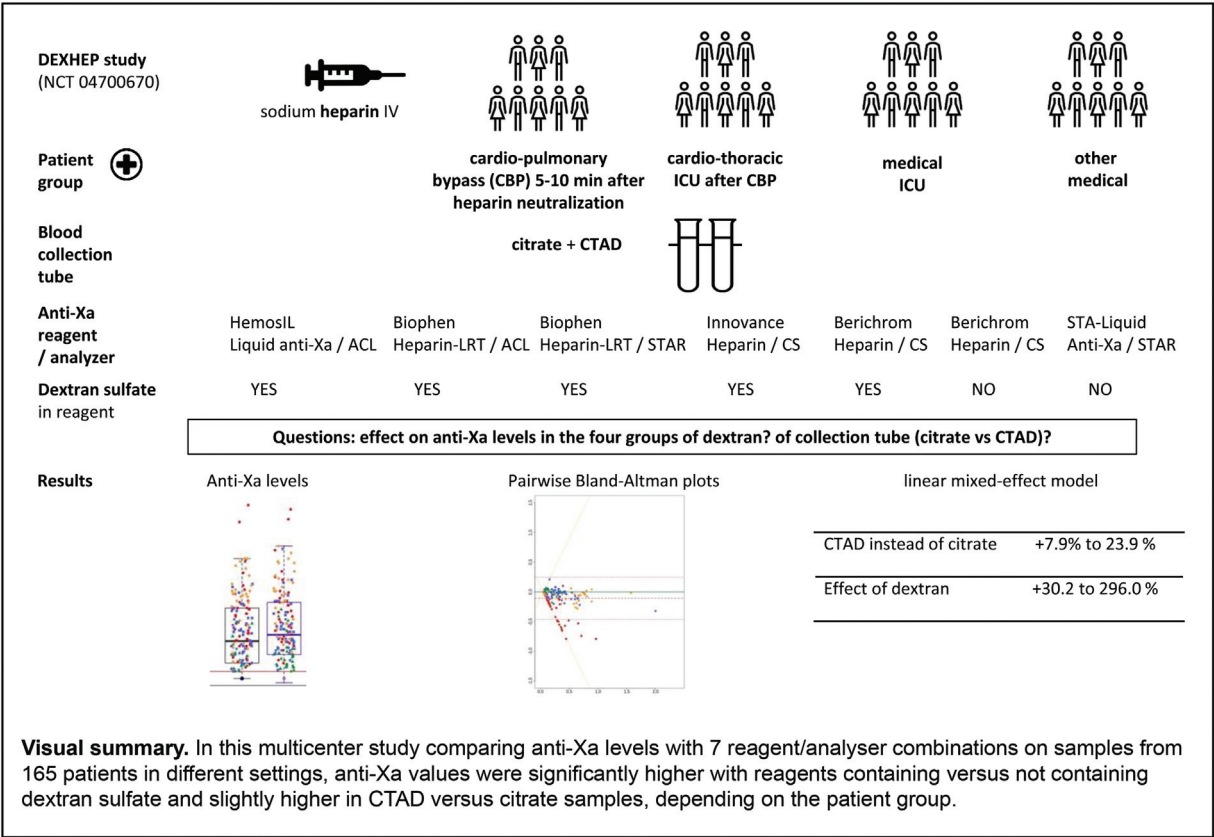 DEXHEP study
(NCT 04700670)
sodium heparin IV
Patient
group
cardio-pulmonary
bypass (CBP) 5-10 min after
heparin neutralization
cardio-thoracic
ICU after CBP
medical
ICU
other
medical
Blood
collection
tube
citrate + CTAD
Anti-Xa
reagent
/ analyzer
HemosIL
Liquid anti-Xa / ACL
Biophen
Heparin-LRT / ACL
Biophen
Heparin-LRT / STAR
Innovance
Heparin / CS
Berichrom
Heparin / CS
Berichrom
Heparin / CS
STA-Liquid
Anti-Xa / STAR
Dextran sulfate
in reagent
YES
YES
YES
YES
YES
NO
NO
Questions: effect on anti-Xa levels in the four groups of dextran? of collection tube (citrate vs CTAD)?
Results
Anti-Xa levels
Pairwise Bland-Altman plots
linear mixed-effect model
0.0 0.5 1.0 2.0
CTAD instead of citrate +7.9% to 23.9 %
Effect of dextran +30.2 to 296.0 %
Visual summary. In this multicenter study comparing anti-Xa levels with 7 reagent/analyser combinations on samples from
165 patients in different settings, anti-Xa values were significantly higher with reagents containing versus not containing
dextran sulfate and slightly higher in CTAD versus citrate samples, depending on the patient group.